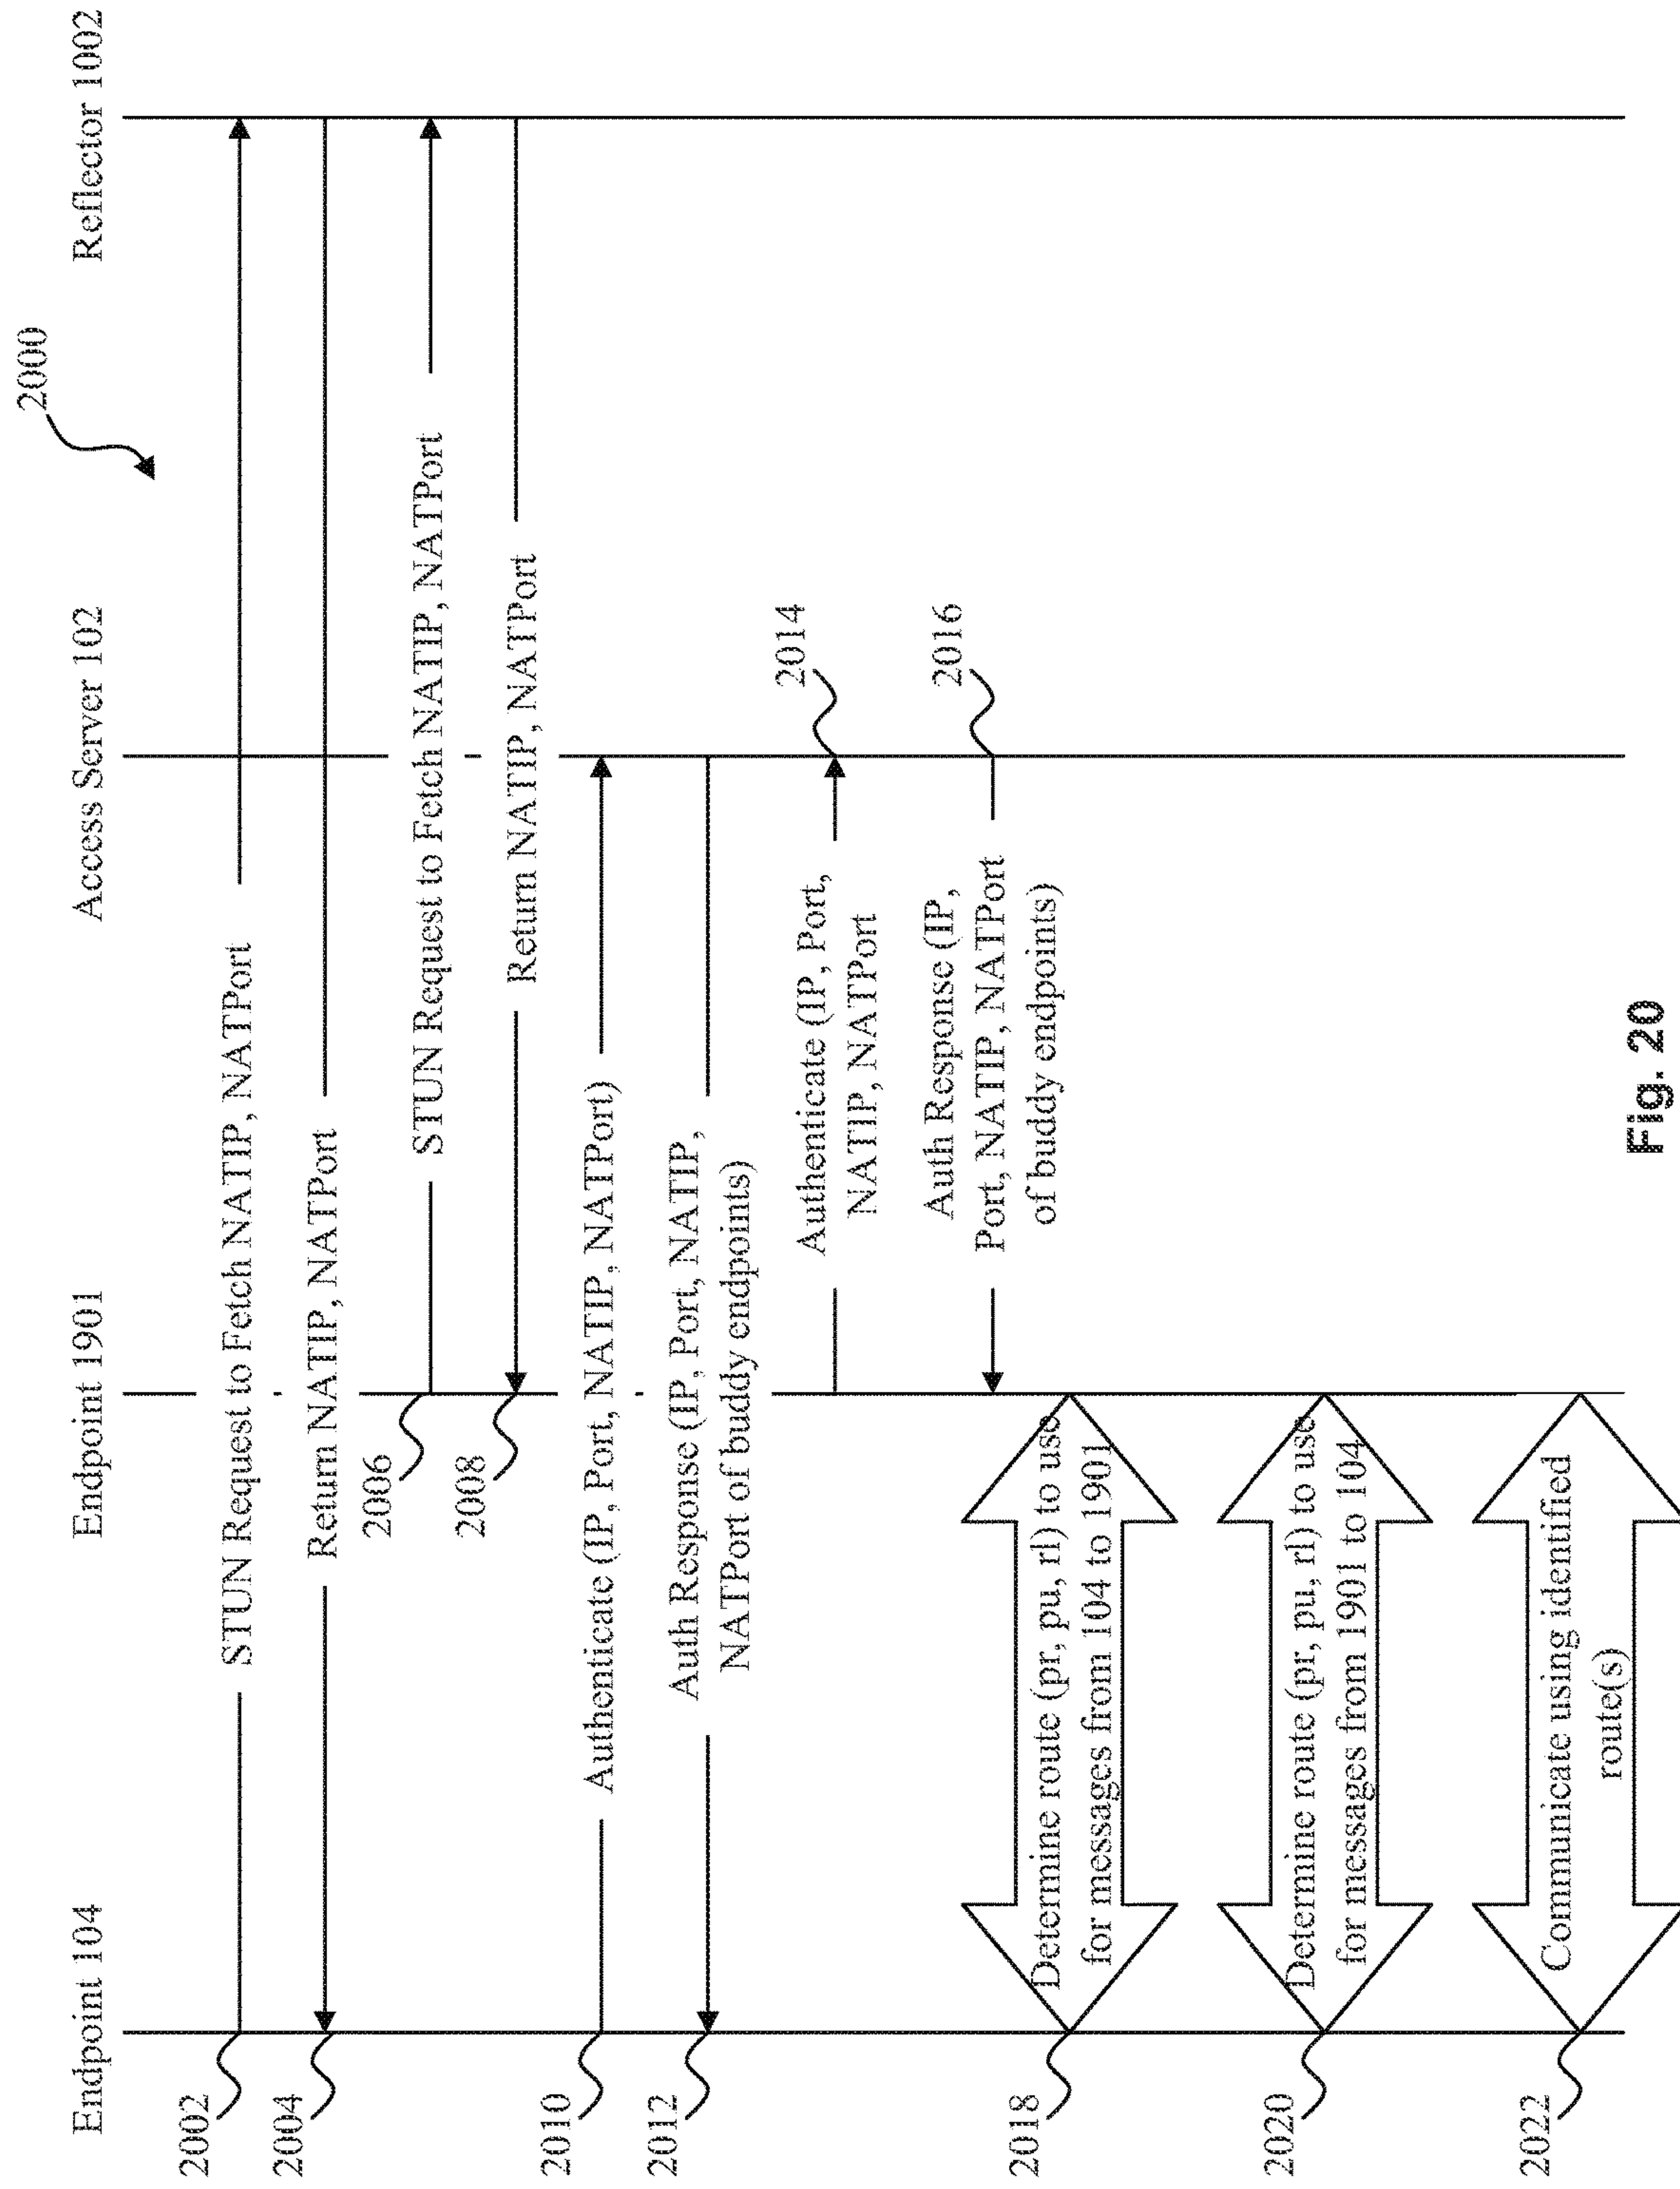 2000
Endpoint 104
Endpoint 1901
Access Server 102
Reflector 1002
2002
STUN Request to Fetch NATIP, NATPort
2004
Return NATIP, NATPort
2006
STUN Request to Fetch NATIP, NATPort
2008
Return NATIP, NATPort
2010
Authenticate (IP, Port, NATIP, NATPort)
2012
Auth Response (IP, Port, NATIP,
NATPort of buddy endpoints)
Authenticate (IP, Port,
NATIP, NATPort
2014
Auth Response (IP,
Port, NATIP, NATPort
of buddy endpoints)
2016
2018
Determine route (pr, pu, rl) to use
for messages from 104 to 1901
2020
Determine route (pr, pu, rl) to use
for messages from 1901 to 104
2022
Communicate using identified
route(s)
Fig. 20